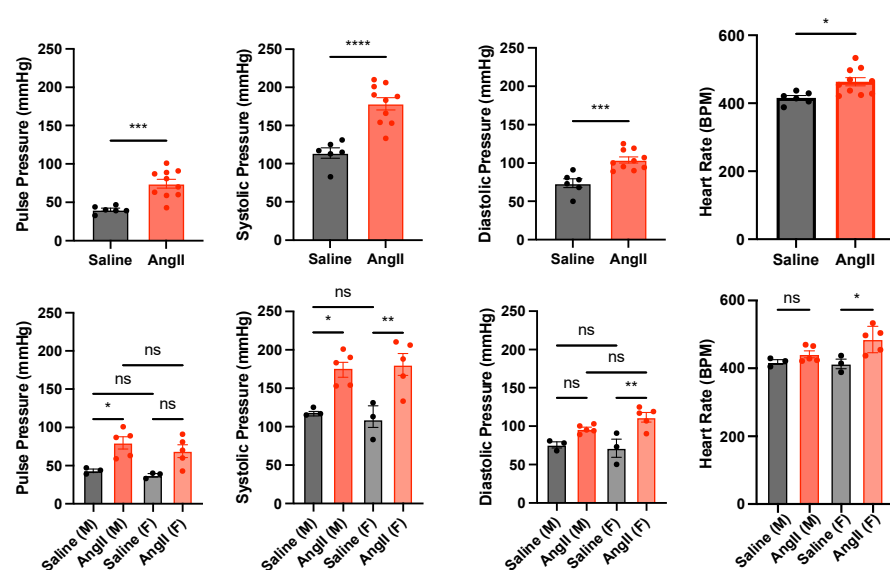 Pulse Pressure (mmHg)
250
200
150
100
50
0
***
Saline
AngII
Systolic Pressure (mmHg)
250
200
150
100
50
0
****
Saline
AngII
Diastolic Pressure (mmHg)
250
200
150
100
50
0
***
Saline
AngII
Heart Rate (BPM)
600
400
200
0
*
Saline
AngII
Pulse Pressure (mmHg)
250
200
150
100
50
0
ns
ns
*
ns
Saline (M)
AngII (M)
Saline (F)
AngII (F)
Systolic Pressure (mmHg)
250
200
150
100
50
0
ns
*
**
Saline (M)
AngII (M)
Saline (F)
AngII (F)
Diastolic Pressure (mmHg)
250
200
150
100
50
0
ns
ns
ns
**
Saline (M)
AngII (M)
Saline (F)
AngII (F)
Heart Rate (BPM)
600
400
200
0
ns
*
Saline (M)
AngII (M)
Saline (F)
AngII (F)